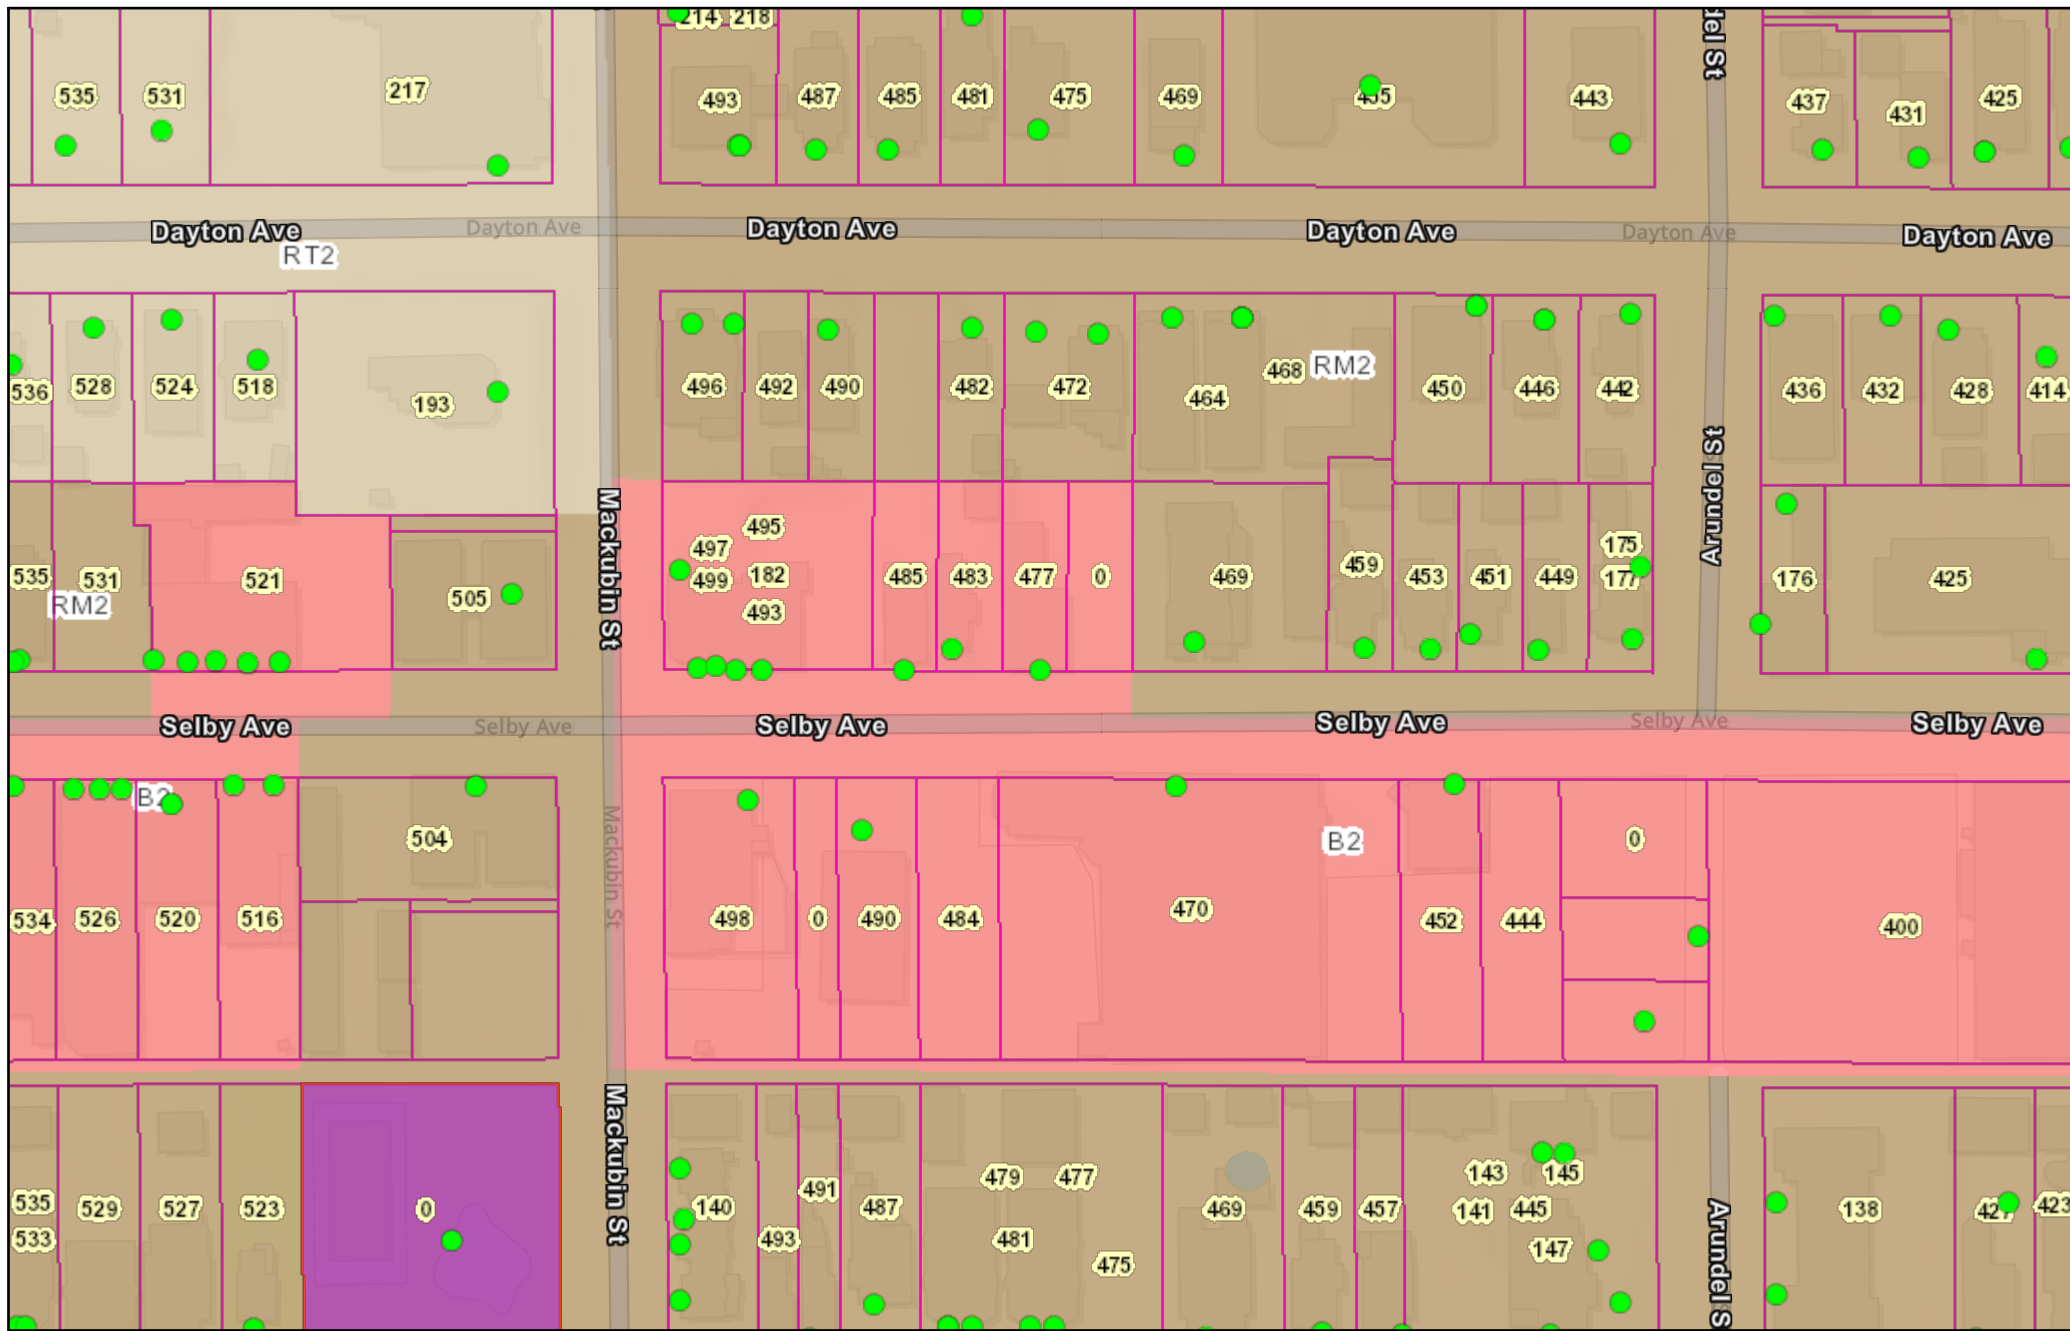 214 218
del St
535 531 217 493 487 485 481 475 469 455 443 437 431 425
Dayton Ave Dayton Ave Dayton Ave Dayton Ave Dayton Ave Dayton Ave
RT2
536 528 524 518 193 496 492 490 482 472 464 468 RM2 450 446 442 436 432 428 414
Mackubin St
Arundel St
495
497
499 182
493
535 531 521 505 485 483 477 0 469 459 453 451 449 175
177
176 425
RM2
Selby Ave Selby Ave Selby Ave Selby Ave Selby Ave Selby Ave
B2
504
Mackubin St
B2
0
534 526 520 516 498 0 490 484 470 452 444 400
Mackubin St
Arundel S
535
533
529 527 523 0 140 493 491 487 479 477
481
475
469 459 457 143 145
141 445
147
138 427 423